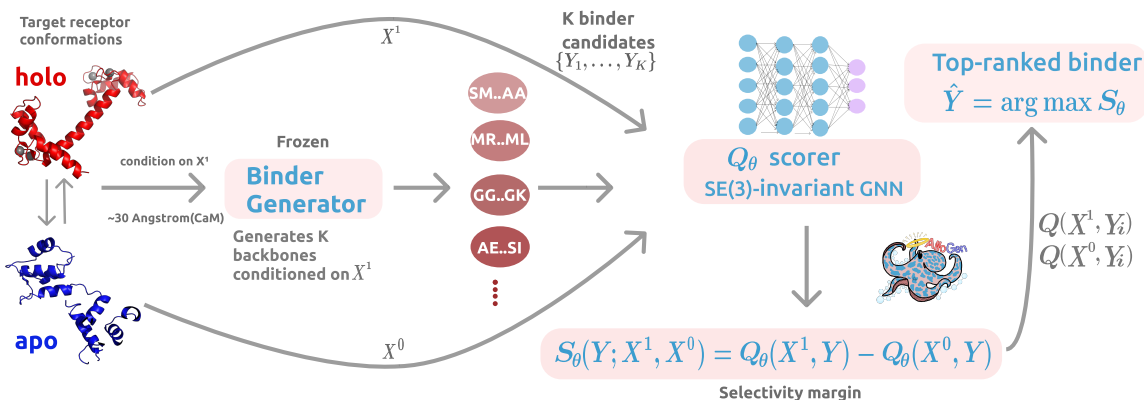 Target receptor
conformations
holo
condition on X¹
~30 Angstrom(CaM)
apo
X¹
Frozen
Binder
Generator
Generates K
backbones
conditioned on X¹
SM..AA
MR..ML
GG..GK
AE..SI
K binder
candidates
{Y₁, . . . , Y_K}
X⁰
Q_θ scorer
SE(3)-invariant GNN
AlloGen
S_θ(Y; X¹, X⁰) = Q_θ(X¹, Y) − Q_θ(X⁰, Y)
Selectivity margin
Top-ranked binder
Ŷ = arg max S_θ
Q(X¹, Y_i)
Q(X⁰, Y_i)